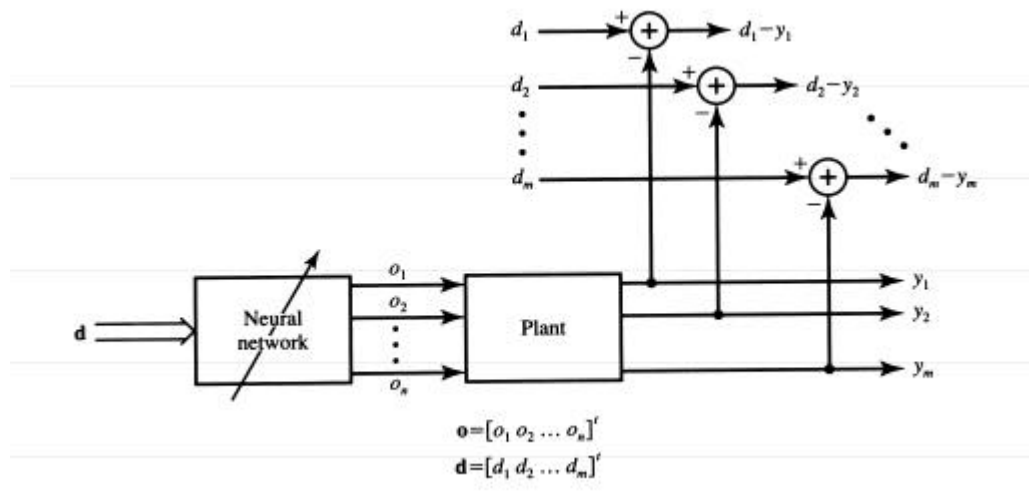 d₁ + + d₁−y₁
−
d₂ + + d₂−y₂
−
dₘ + + dₘ−yₘ
−
o₁
y₁
o₂
y₂
d
Neural
network
Plant
oₙ
yₘ
o=[o₁ o₂ ... oₙ]ᵗ
d=[d₁ d₂ ... dₘ]ᵗ